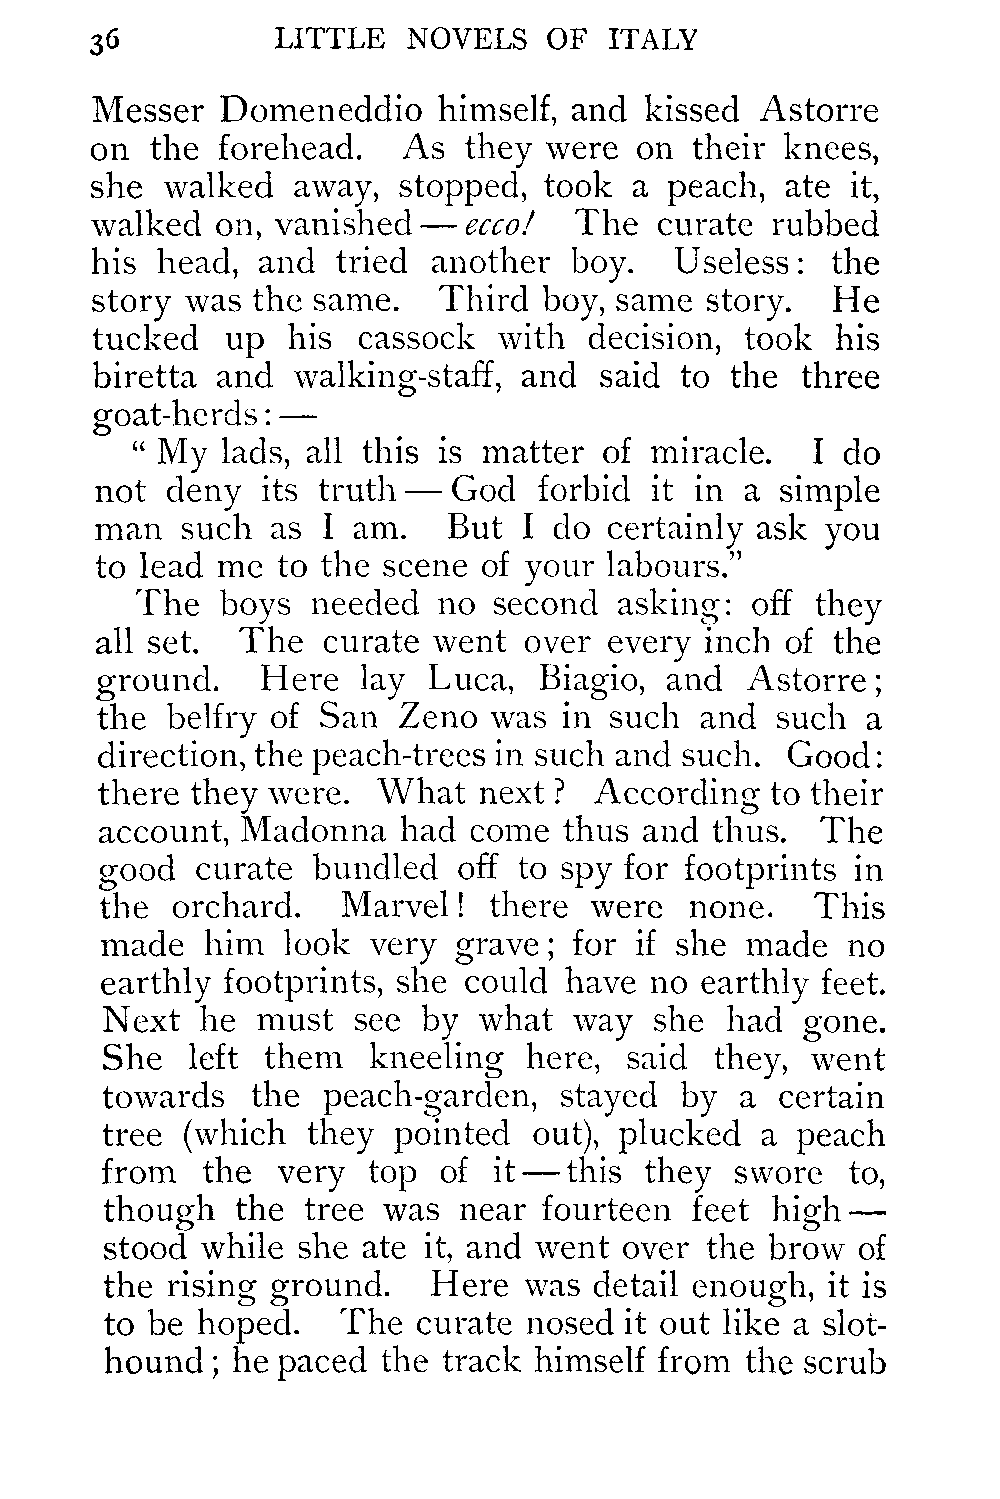 36 LITTLE NOVELS OF ITALY
Messer Domeneddio himself, and kissed Astorre
on the forehead. As they were on their knees,
she walked away, stopped, took a peach, ate it,
walked on, vanished — ecco! The curate rubbed
his head, and tried another boy. Useless: the
story was the same. Third boy, same story. He
tucked up his cassock with decision, took his
biretta and walking-staff, and said to the three
goat-herds: —
“ My lads, all this is matter of miracle. I do
not deny its truth — God forbid it in a simple
man such as I am. But I do certainly ask you
to lead me to the scene of your labours.”
The boys needed no second asking: off they
all set. The curate went over every inch of the
ground. Here lay Luca, Biagio, and Astorre;
the belfry of San Zeno was in such and such a
direction, the peach-trees in such and such. Good:
there they were. What next? According to their
account, Madonna had come thus and thus. The
good curate bundled off to spy for footprints in
the orchard. Marvel! there were none. This
made him look very grave; for if she made no
earthly footprints, she could have no earthly feet.
Next he must see by what way she had gone.
She left them kneeling here, said they, went
towards the peach-garden, stayed by a certain
tree (which they pointed out), plucked a peach
from the very top of it — this they swore to,
though the tree was near fourteen feet high —
stood while she ate it, and went over the brow of
the rising ground. Here was detail enough, it is
to be hoped. The curate nosed it out like a slot-
hound; he paced the track himself from the scrub